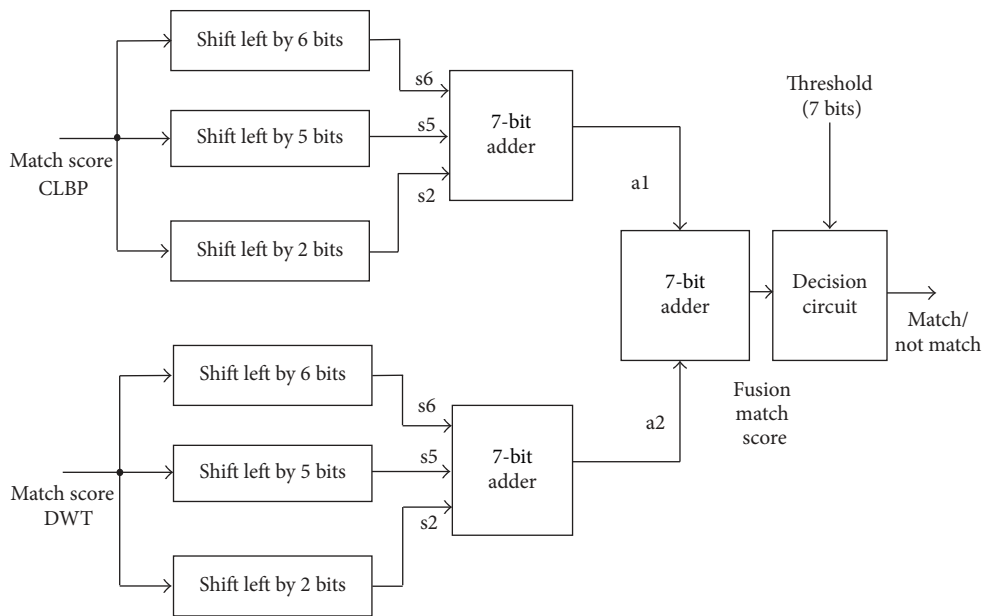 Shift left by 6 bits
s6
Shift left by 5 bits
s5
Shift left by 2 bits
s2
Match score
CLBP
7-bit
adder
a1
Threshold
(7 bits)
7-bit
adder
Decision
circuit
Match/
not match
Fusion
match
score
Shift left by 6 bits
s6
Shift left by 5 bits
s5
Shift left by 2 bits
s2
Match score
DWT
7-bit
adder
a2